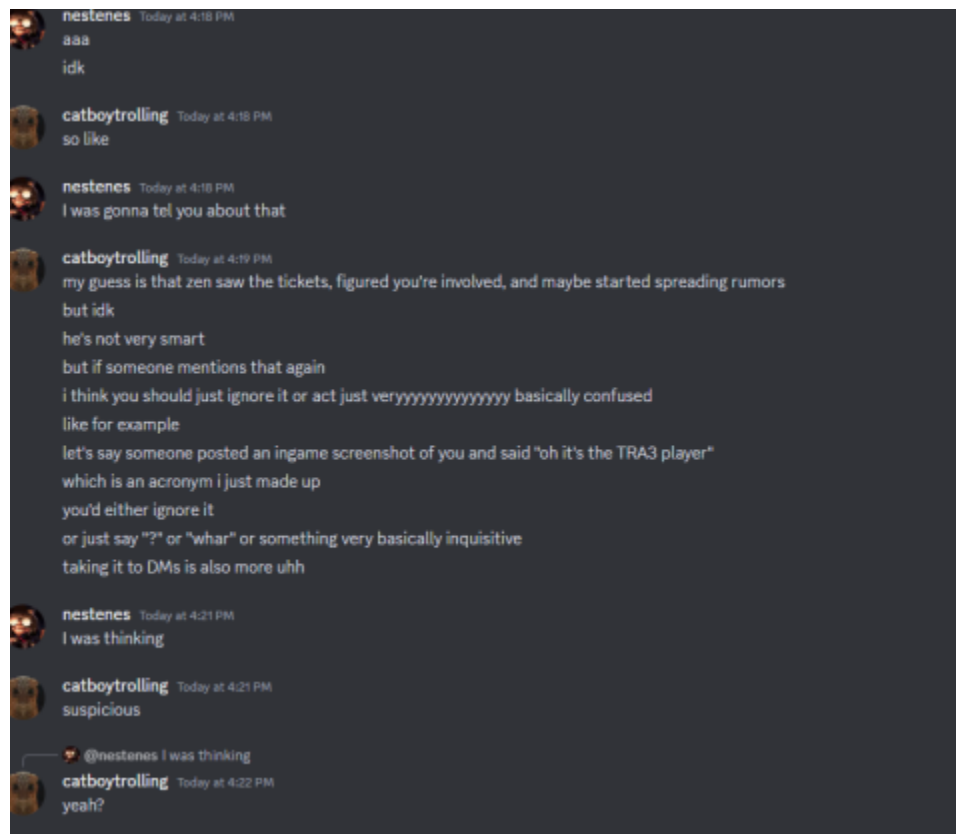 nestenes Today at 4:18 PM
aaa
idk
catboytrolling Today at 4:18 PM
so like
nestenes Today at 4:18 PM
I was gonna tel you about that
catboytrolling Today at 4:19 PM
my guess is that zen saw the tickets, figured you're involved, and maybe started spreading rumors
but idk
he's not very smart
but if someone mentions that again
i think you should just ignore it or act just veryyyyyyyyyyyyyy basically confused
like for example
let's say someone posted an ingame screenshot of you and said "oh it's the TRA3 player"
which is an acronym i just made up
you'd either ignore it
or just say "?" or "whar" or something very basically inquisitive
taking it to DMs is also more uhh
nestenes Today at 4:21 PM
I was thinking
catboytrolling Today at 4:21 PM
suspicious
@nestenes I was thinking
catboytrolling Today at 4:22 PM
yeah?